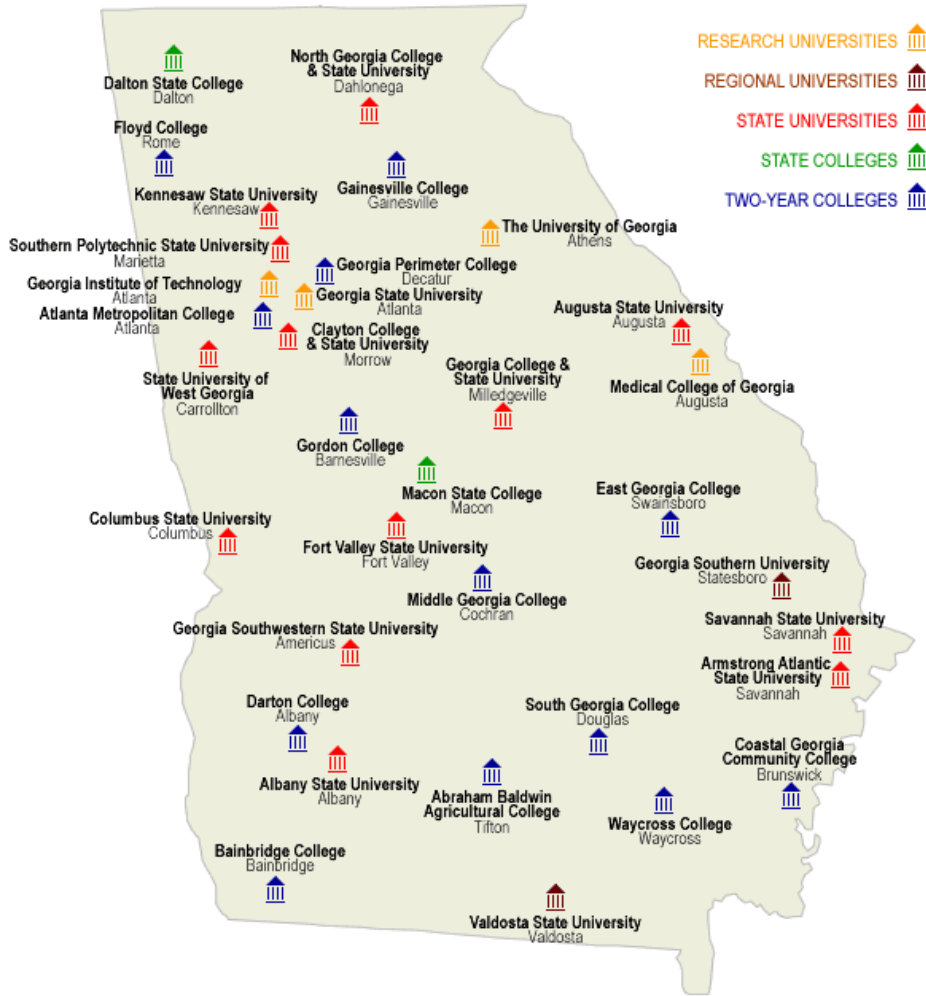 RESEARCH UNIVERSITIES
REGIONAL UNIVERSITIES
STATE UNIVERSITIES
STATE COLLEGES
TWO-YEAR COLLEGES
Dalton State College
Dalton
North Georgia College
& State University
Dahlonega
Floyd College
Rome
Gainesville College
Gainesville
Kennesaw State University
Kennesaw
The University of Georgia
Athens
Southern Polytechnic State University
Marietta
Georgia Perimeter College
Decatur
Georgia Institute of Technology
Atlanta
Georgia State University
Atlanta
Atlanta Metropolitan College
Atlanta
Clayton College
& State University
Morrow
Augusta State University
Augusta
Medical College of Georgia
Augusta
State University of
West Georgia
Carrollton
Georgia College &
State University
Milledgeville
Gordon College
Barnesville
Macon State College
Macon
East Georgia College
Swainsboro
Columbus State University
Columbus
Fort Valley State University
Fort Valley
Georgia Southern University
Statesboro
Middle Georgia College
Cochran
Savannah State University
Savannah
Georgia Southwestern State University
Americus
Armstrong Atlantic
State University
Savannah
Darton College
Albany
South Georgia College
Douglas
Coastal Georgia
Community College
Brunswick
Albany State University
Albany
Abraham Baldwin
Agricultural College
Tifton
Waycross College
Waycross
Bainbridge College
Bainbridge
Valdosta State University
Valdosta